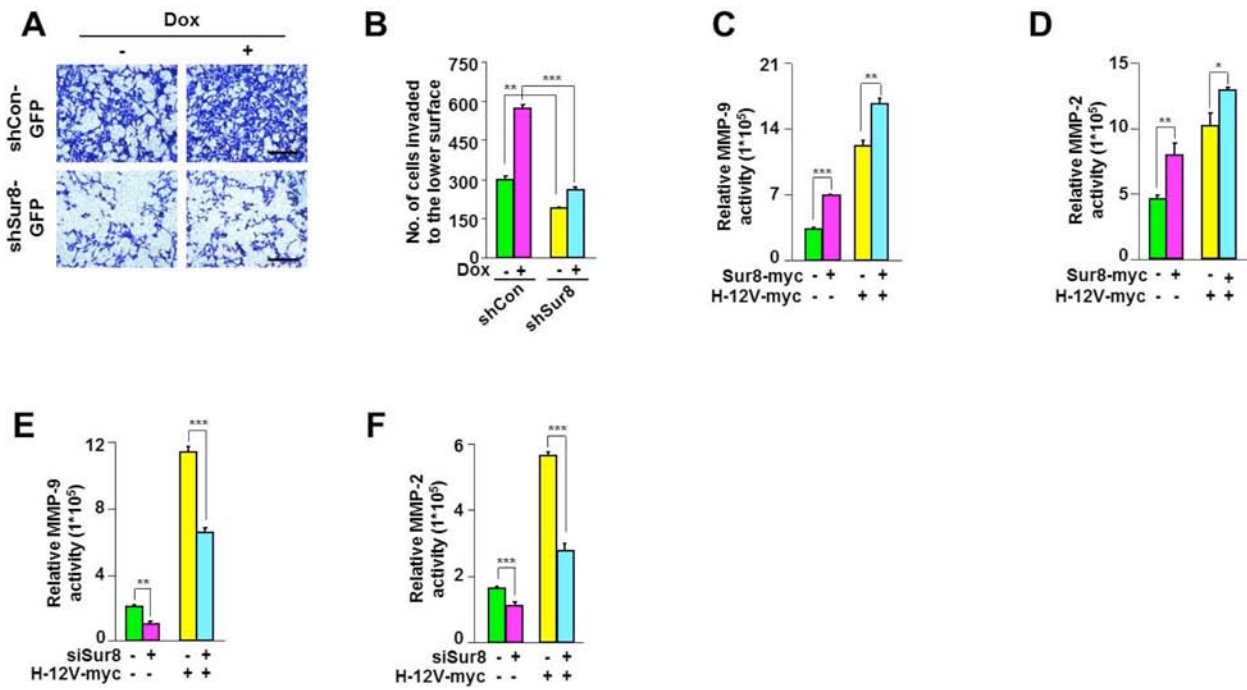 A
Dox
- +
shCon-
GFP
shSur8-
GFP
B
No. of cells invaded
to the lower surface
750
600
450
300
150
0
** ***
Dox - + - +
shCon shSur8
C
Relative MMP-9
activity (1*10⁵)
21
14
7
0
*** **
Sur8-myc - + - +
H-12V-myc - - + +
D
Relative MMP-2
activity (1*10⁵)
15
10
5
0
** *
Sur8-myc - + - +
H-12V-myc - - + +
E
Relative MMP-9
activity (1*10⁵)
12
8
4
0
** ***
siSur8 - + - +
H-12V-myc - - + +
F
Relative MMP-2
activity (1*10⁵)
6
4
2
0
*** ***
siSur8 - + - +
H-12V-myc - - + +